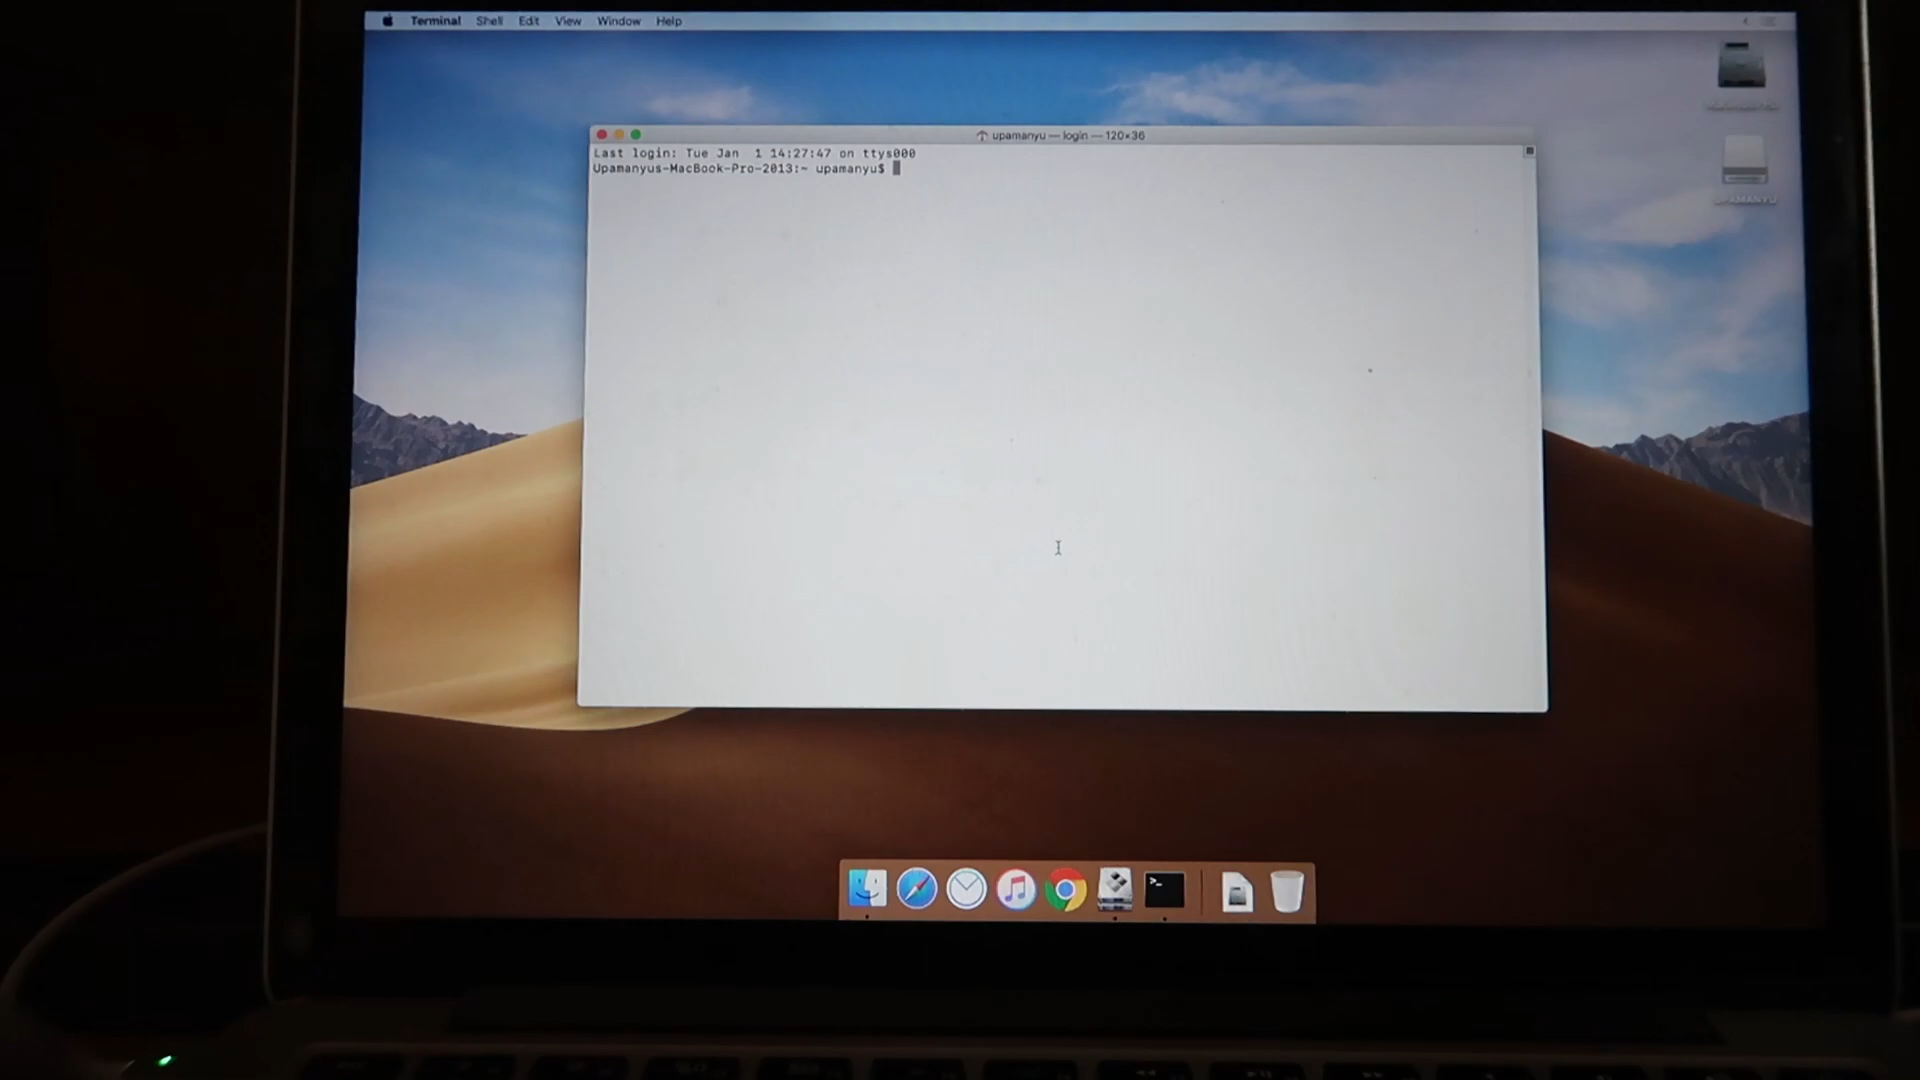 Terminal Shell Edit View Window Help
upamanyu — login — 120×36
Last login: Tue Jan  1 14:27:47 on ttys000
Upamanyus-MacBook-Pro-2013:~ upamanyu$
UPAMANYU
>_